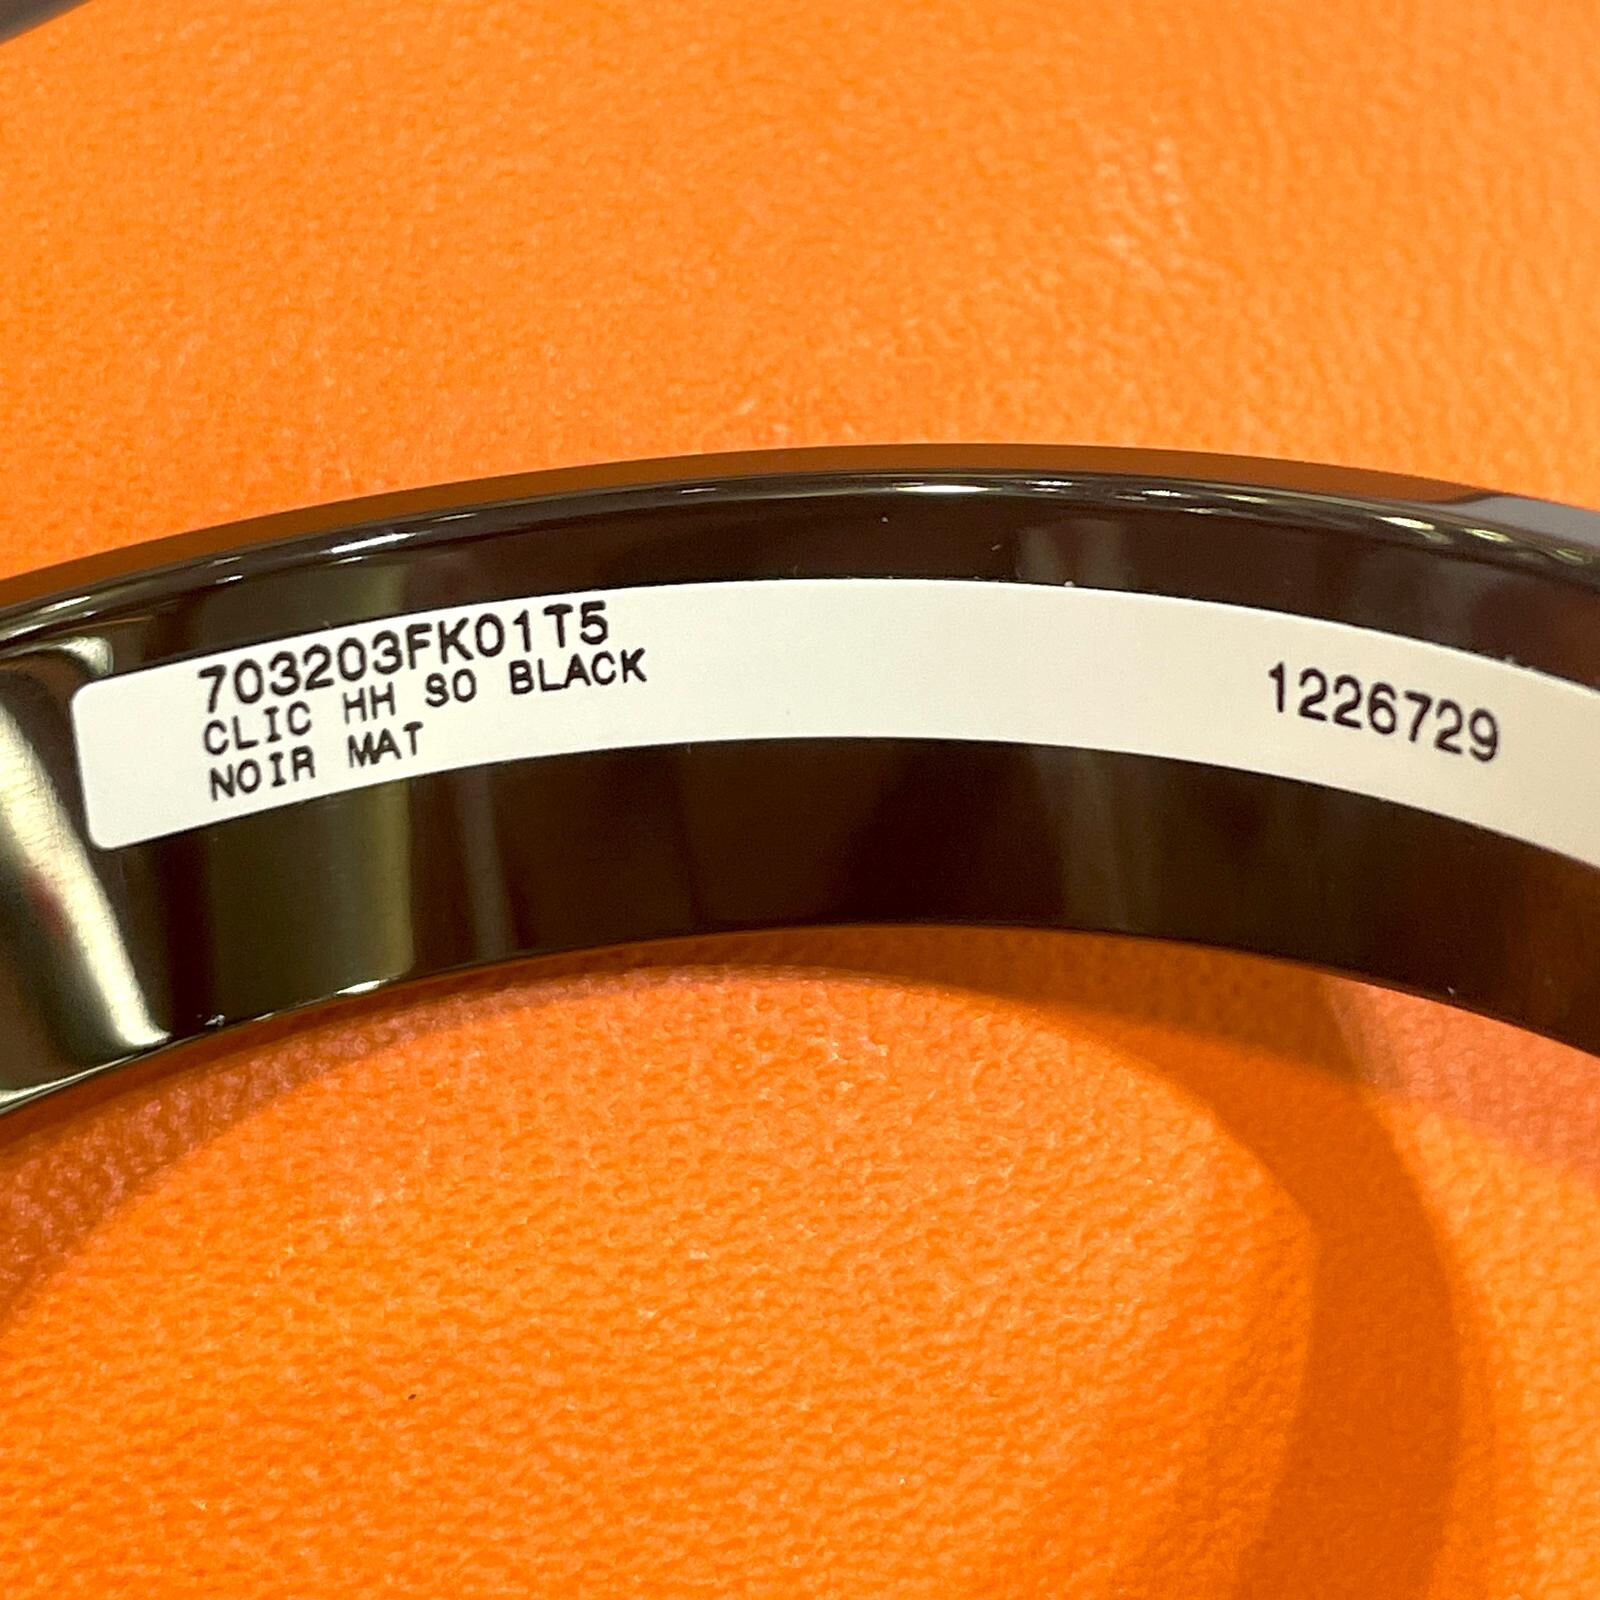 703203FK01T5
CLIC HH SO BLACK
NOIR MAT
1226729